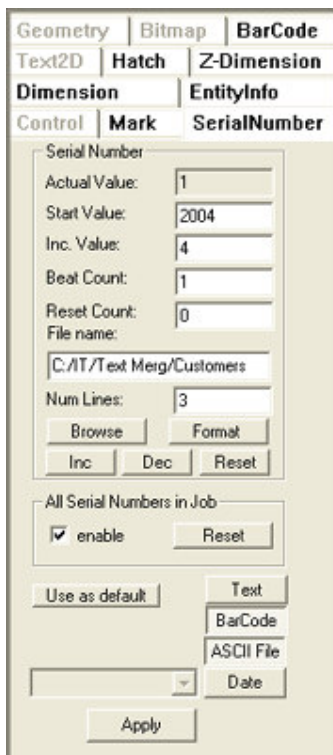 Geometry Bitmap BarCode
Text2D Hatch Z-Dimension
Dimension EntityInfo
Control Mark SerialNumber
Serial Number
Actual Value: 1
Start Value: 2004
Inc. Value: 4
Beat Count: 1
Reset Count: 0
File name:
C:/IT/Text Merg/Customers
Num Lines: 3
Browse Format
Inc Dec Reset
All Serial Numbers in Job
enable Reset
Use as default Text
BarCode
ASCII File
Date
Apply